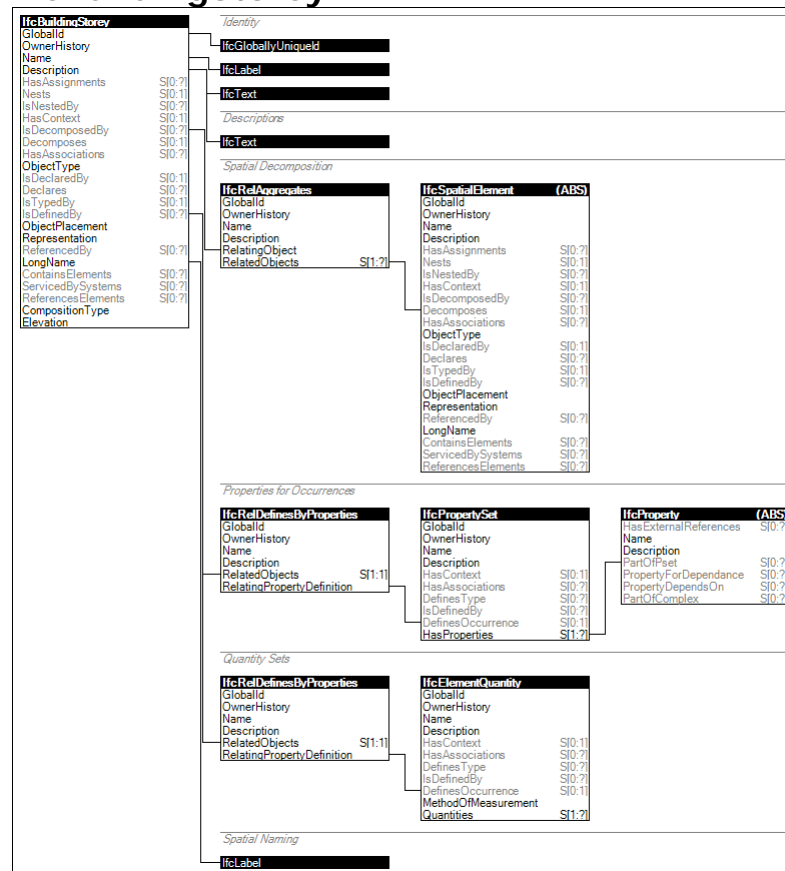 IfcBuildingStorey
GlobalId
OwnerHistory
Name
Description
HasAssignments S[0:?]
Nests S[0:1]
IsNestedBy S[0:?]
HasContext S[0:1]
IsDecomposedBy S[0:?]
Decomposes S[0:1]
HasAssociations S[0:?]
ObjectType
IsDeclaredBy S[0:1]
Declares S[0:?]
IsTypedBy S[0:1]
IsDefinedBy S[0:?]
ObjectPlacement
Representation
ReferencedBy S[0:?]
LongName
ContainsElements S[0:?]
ServicedBySystems S[0:?]
ReferencesElements S[0:?]
CompositionType
Elevation
Identity
IfcGloballyUniqueId
IfcLabel
IfcText
Descriptions
IfcText
Spatial Decomposition
IfcRelAggregates
GlobalId
OwnerHistory
Name
Description
RelatingObject
RelatedObjects S[1:?]
IfcSpatialElement (ABS)
GlobalId
OwnerHistory
Name
Description
HasAssignments S[0:?]
Nests S[0:1]
IsNestedBy S[0:?]
HasContext S[0:1]
IsDecomposedBy S[0:?]
Decomposes S[0:1]
HasAssociations S[0:?]
ObjectType
IsDeclaredBy S[0:1]
Declares S[0:?]
IsTypedBy S[0:1]
IsDefinedBy S[0:?]
ObjectPlacement
Representation
ReferencedBy S[0:?]
LongName
ContainsElements S[0:?]
ServicedBySystems S[0:?]
ReferencesElements S[0:?]
Properties for Occurrences
IfcRelDefinesByProperties
GlobalId
OwnerHistory
Name
Description
RelatedObjects S[1:1]
RelatingPropertyDefinition
IfcPropertySet
GlobalId
OwnerHistory
Name
Description
HasContext S[0:1]
HasAssociations S[0:?]
DefinesType S[0:?]
IsDefinedBy S[0:?]
DefinesOccurrence S[0:1]
HasProperties S[1:?]
IfcProperty (ABS)
HasExternalReferences S[0:?
Name
Description
PartOfPset S[0:?
PropertyForDependance S[0:?
PropertyDependsOn S[0:?
PartOfComplex S[0:?
Quantity Sets
IfcRelDefinesByProperties
GlobalId
OwnerHistory
Name
Description
RelatedObjects S[1:1]
RelatingPropertyDefinition
IfcElementQuantity
GlobalId
OwnerHistory
Name
Description
HasContext S[0:1]
HasAssociations S[0:?]
DefinesType S[0:?]
IsDefinedBy S[0:?]
DefinesOccurrence S[0:1]
MethodOfMeasurement
Quantities S[1:?]
Spatial Naming
IfcLabel